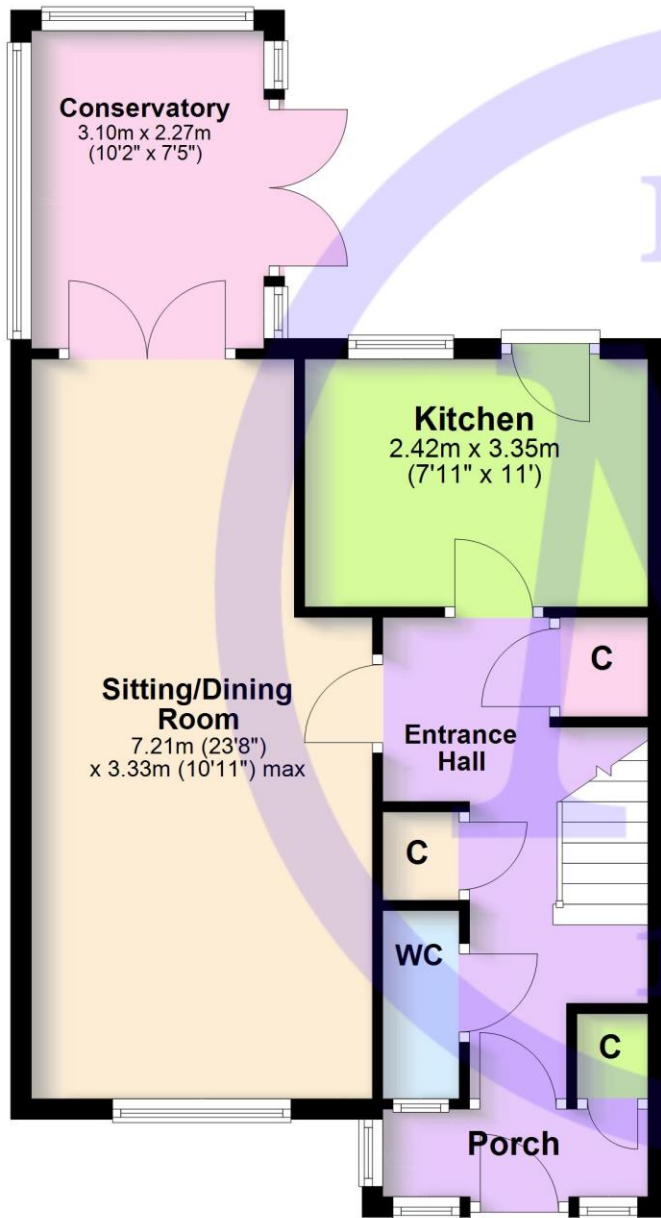 Conservatory
3.10m x 2.27m
(10'2" x 7'5")
Kitchen
2.42m x 3.35m
(7'11" x 11')
Sitting/Dining
Room
7.21m (23'8")
x 3.33m (10'11") max
C
Entrance
Hall
C
WC
C
Porch